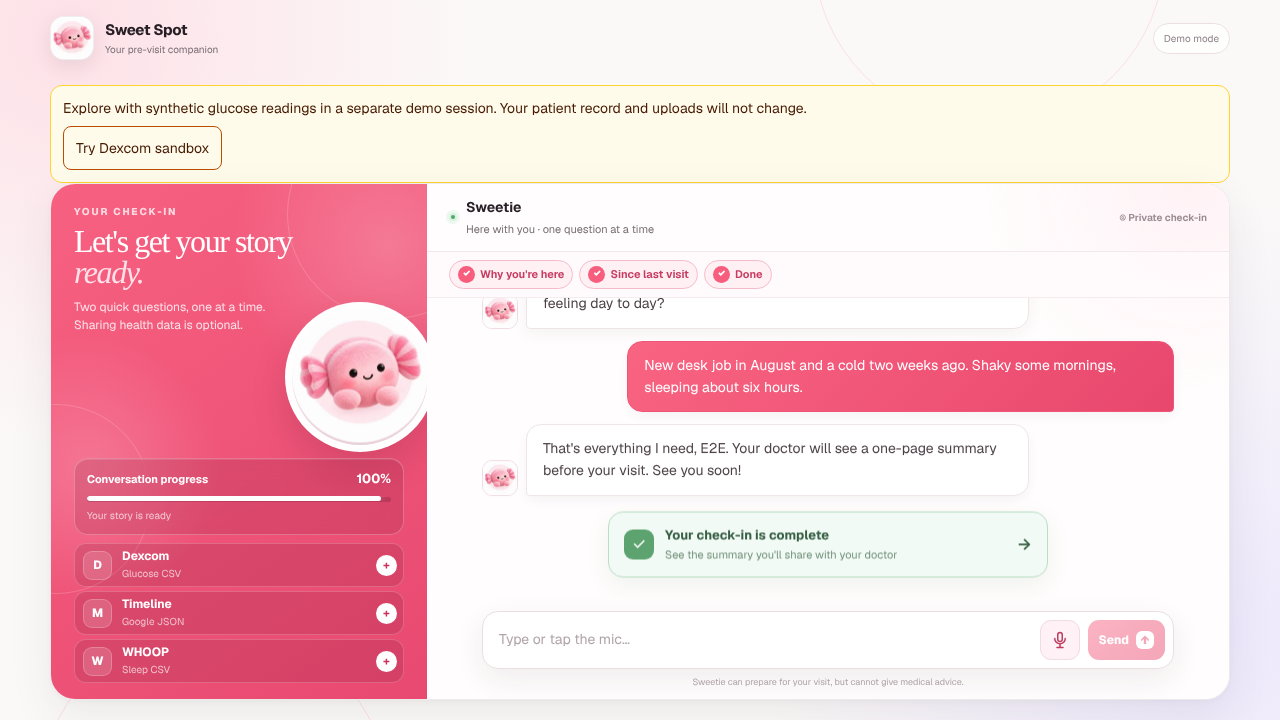 Sweet Spot
Your pre-visit companion
Demo mode
Explore with synthetic glucose readings in a separate demo session. Your patient record and uploads will not change.
Try Dexcom sandbox
YOUR CHECK-IN
Let's get your story
ready.
Two quick questions, one at a time.
Sharing health data is optional.
Conversation progress
100%
Your story is ready
D
Dexcom
Glucose CSV
+
M
Timeline
Google JSON
+
W
WHOOP
Sleep CSV
+
Sweetie
Here with you · one question at a time
Private check-in
Why you're here
Since last visit
Done
feeling day to day?
New desk job in August and a cold two weeks ago. Shaky some mornings,
sleeping about six hours.
That's everything I need, E2E. Your doctor will see a one-page summary
before your visit. See you soon!
Your check-in is complete
See the summary you'll share with your doctor
Type or tap the mic...
Send
Sweetie can prepare for your visit, but cannot give medical advice.